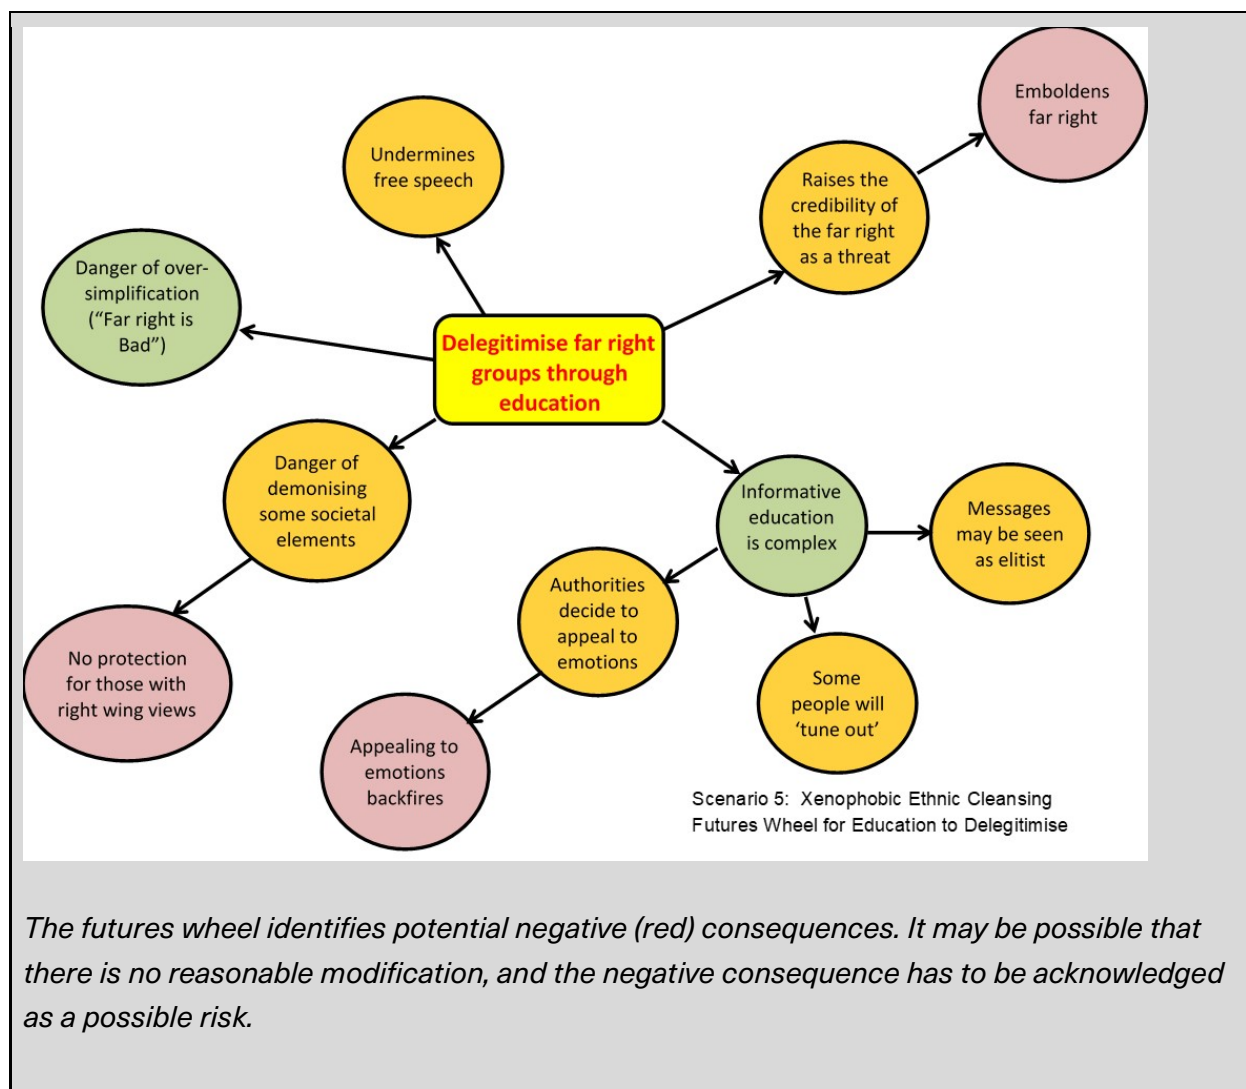 Emboldens
far right
Undermines
free speech
Raises the
credibility of
the far right
as a threat
Danger of over-
simplification
(“Far right is
Bad”)
Delegitimise far right
groups through
education
Danger of
demonising
some societal
elements
Informative
education
is complex
Messages
may be seen
as elitist
Authorities
decide to
appeal to
emotions
No protection
for those with
right wing views
Some
people will
‘tune out’
Appealing to
emotions
backfires
Scenario 5: Xenophobic Ethnic Cleansing
Futures Wheel for Education to Delegitimise
The futures wheel identifies potential negative (red) consequences. It may be possible that
there is no reasonable modification, and the negative consequence has to be acknowledged
as a possible risk.